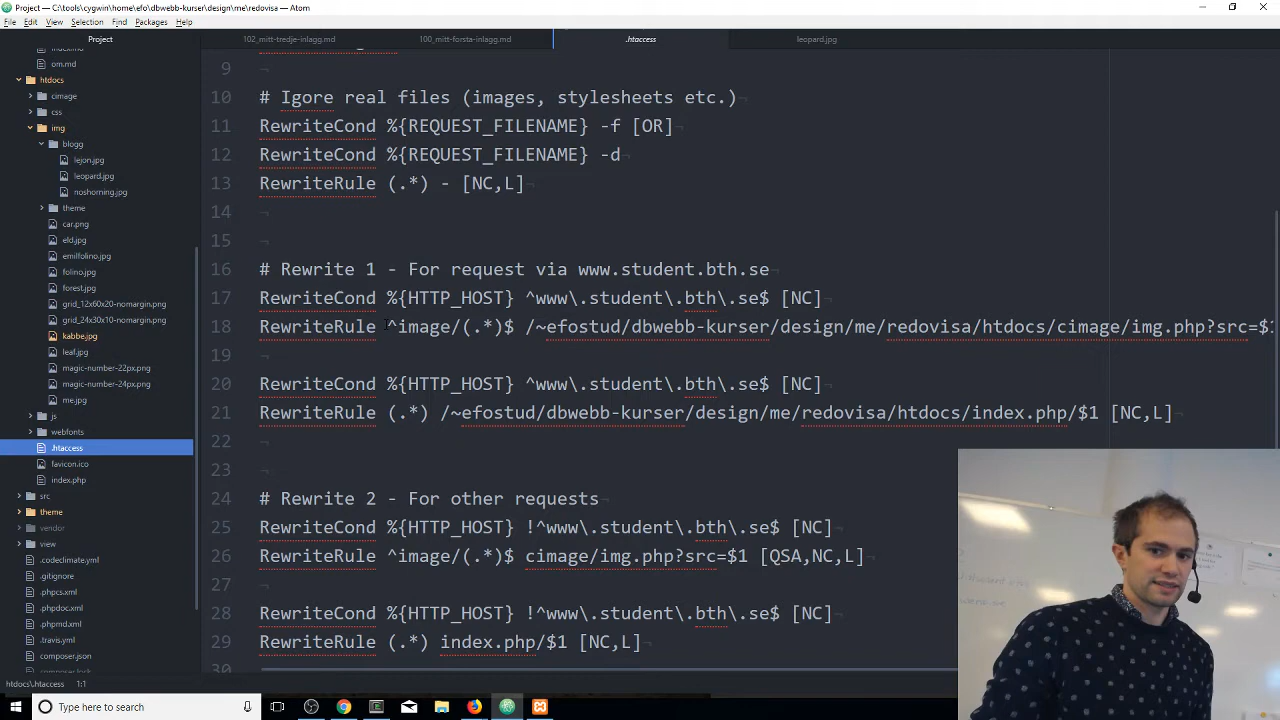 Project — C:\tools\cygwin\home\efo\dbwebb-kurser\design\me\redovisa — Atom
File Edit View Selection Find Packages Help
Project
102_mitt-tredje-inlagg.md
100_mitt-forsta-inlagg.md
.htaccess
leopard.jpg
om.md
htdocs
cimage
css
img
blogg
lejon.jpg
leopard.jpg
noshorning.jpg
theme
car.png
eld.jpg
emilfolino.jpg
folino.jpg
forest.jpg
grid_12x60x20-nomargin.png
grid_24x30x10-nomargin.png
kabbe.jpg
leaf.jpg
magic-number-22px.png
magic-number-24px.png
me.jpg
js
webfonts
.htaccess
favicon.ico
index.php
src
theme
vendor
view
.codeclimate.yml
.gitignore
.phpcs.xml
.phpdoc.xml
.phpmd.xml
.travis.yml
composer.json
composer.lock
9 ¬
10 # Igore real files (images, stylesheets etc.)¬
11 RewriteCond %{REQUEST_FILENAME} -f [OR]¬
12 RewriteCond %{REQUEST_FILENAME} -d¬
13 RewriteRule (.*) - [NC,L]¬
14 ¬
15 ¬
16 # Rewrite 1 - For request via www.student.bth.se¬
17 RewriteCond %{HTTP_HOST} ^www\.student\.bth\.se$ [NC]¬
18 RewriteRule ^image/(.*)$ /~efostud/dbwebb-kurser/design/me/redovisa/htdocs/cimage/img.php?src=$1
19 ¬
20 RewriteCond %{HTTP_HOST} ^www\.student\.bth\.se$ [NC]¬
21 RewriteRule (.*) /~efostud/dbwebb-kurser/design/me/redovisa/htdocs/index.php/$1 [NC,L]¬
22 ¬
23 ¬
24 # Rewrite 2 - For other requests¬
25 RewriteCond %{HTTP_HOST} !^www\.student\.bth\.se$ [NC]¬
26 RewriteRule ^image/(.*)$ cimage/img.php?src=$1 [QSA,NC,L]¬
27 ¬
28 RewriteCond %{HTTP_HOST} !^www\.student\.bth\.se$ [NC]¬
29 RewriteRule (.*) index.php/$1 [NC,L]¬
30
htdocs\.htaccess 1:1
Type here to search